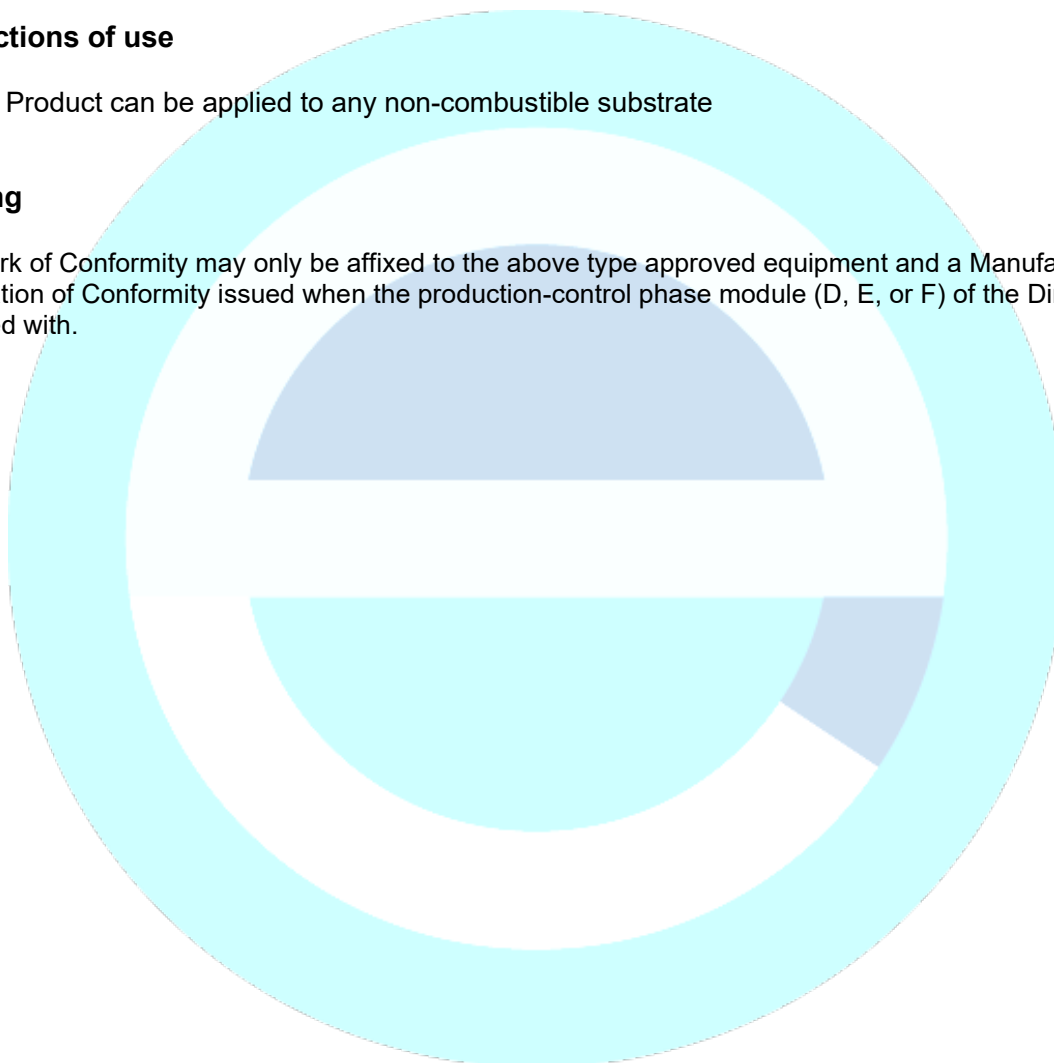 ctions of use
Product can be applied to any non-combustible substrate
ng
rk of Conformity may only be affixed to the above type approved equipment and a Manufa
tion of Conformity issued when the production-control phase module (D, E, or F) of the Di
ed with.